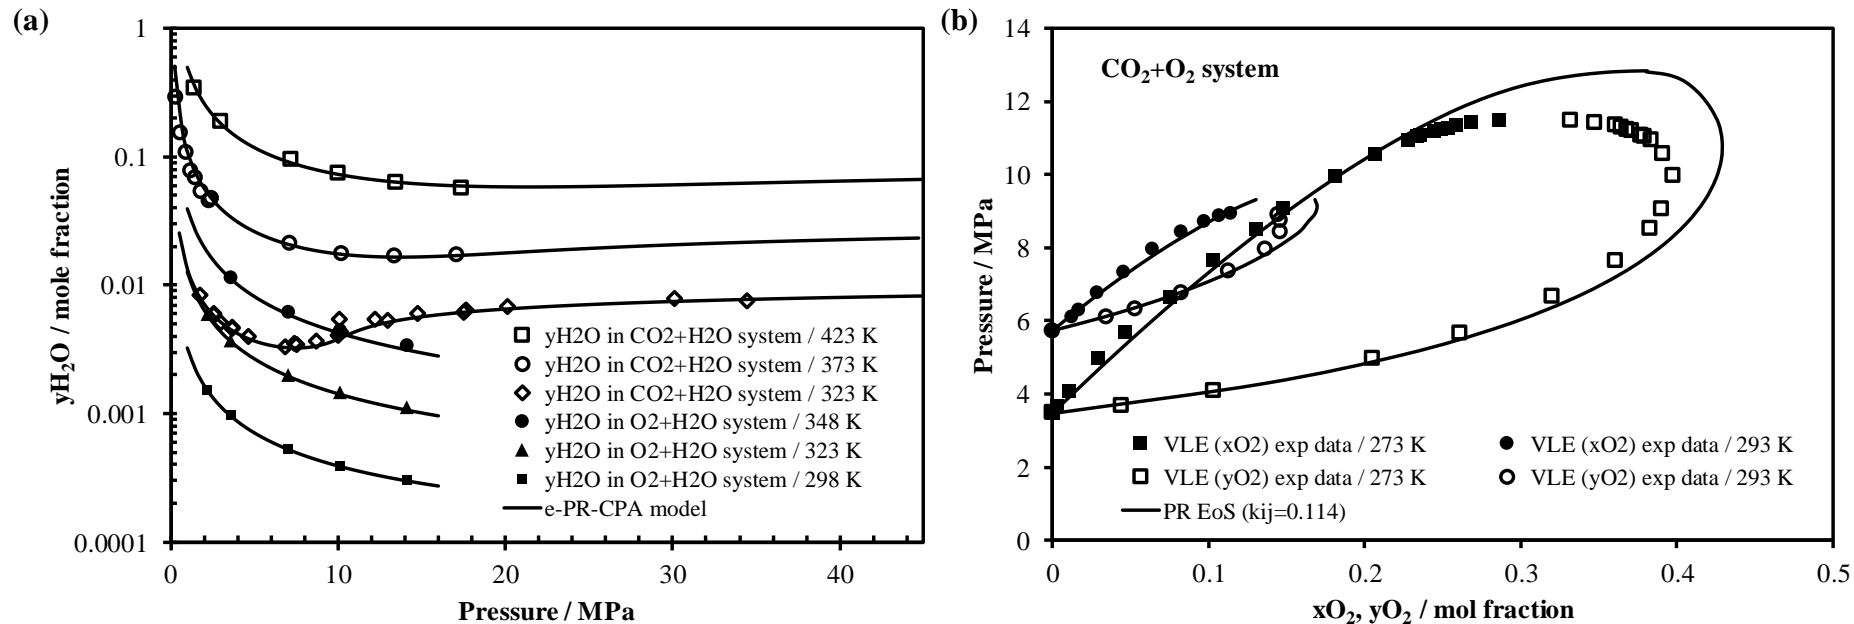 (a)
1
0.1
0.01
0.001
0.0001
yH₂O / mole fraction
yH2O in CO2+H2O system / 423 K
yH2O in CO2+H2O system / 373 K
yH2O in CO2+H2O system / 323 K
yH2O in O2+H2O system / 348 K
yH2O in O2+H2O system / 323 K
yH2O in O2+H2O system / 298 K
e-PR-CPA model
0 10 20 30 40
Pressure / MPa
(b)
14
12
10
8
6
4
2
0
Pressure / MPa
CO₂+O₂ system
VLE (xO2) exp data / 273 K VLE (xO2) exp data / 293 K
VLE (yO2) exp data / 273 K VLE (yO2) exp data / 293 K
PR EoS (kij=0.114)
0 0.1 0.2 0.3 0.4 0.5
xO₂, yO₂ / mol fraction